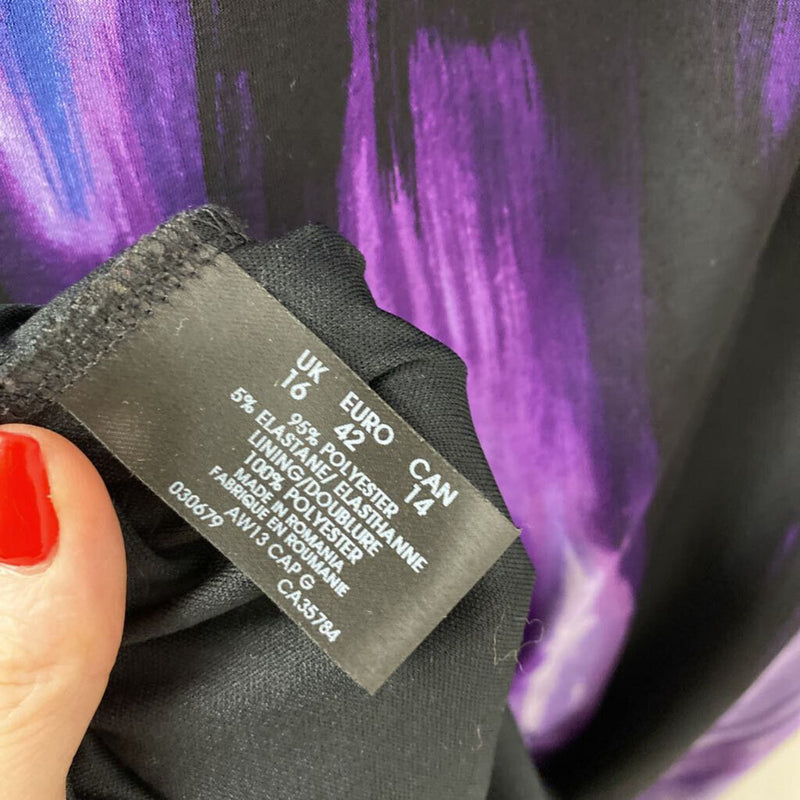 UK EURO CAN
16 42 14
95% POLYESTER
5% ELASTANE/ ELASTHANNE
LINING/DOUBLURE
100% POLYESTER
MADE IN ROMANIA
FABRIQUE EN ROUMANIE
030679 AW13 CAP G CA35784